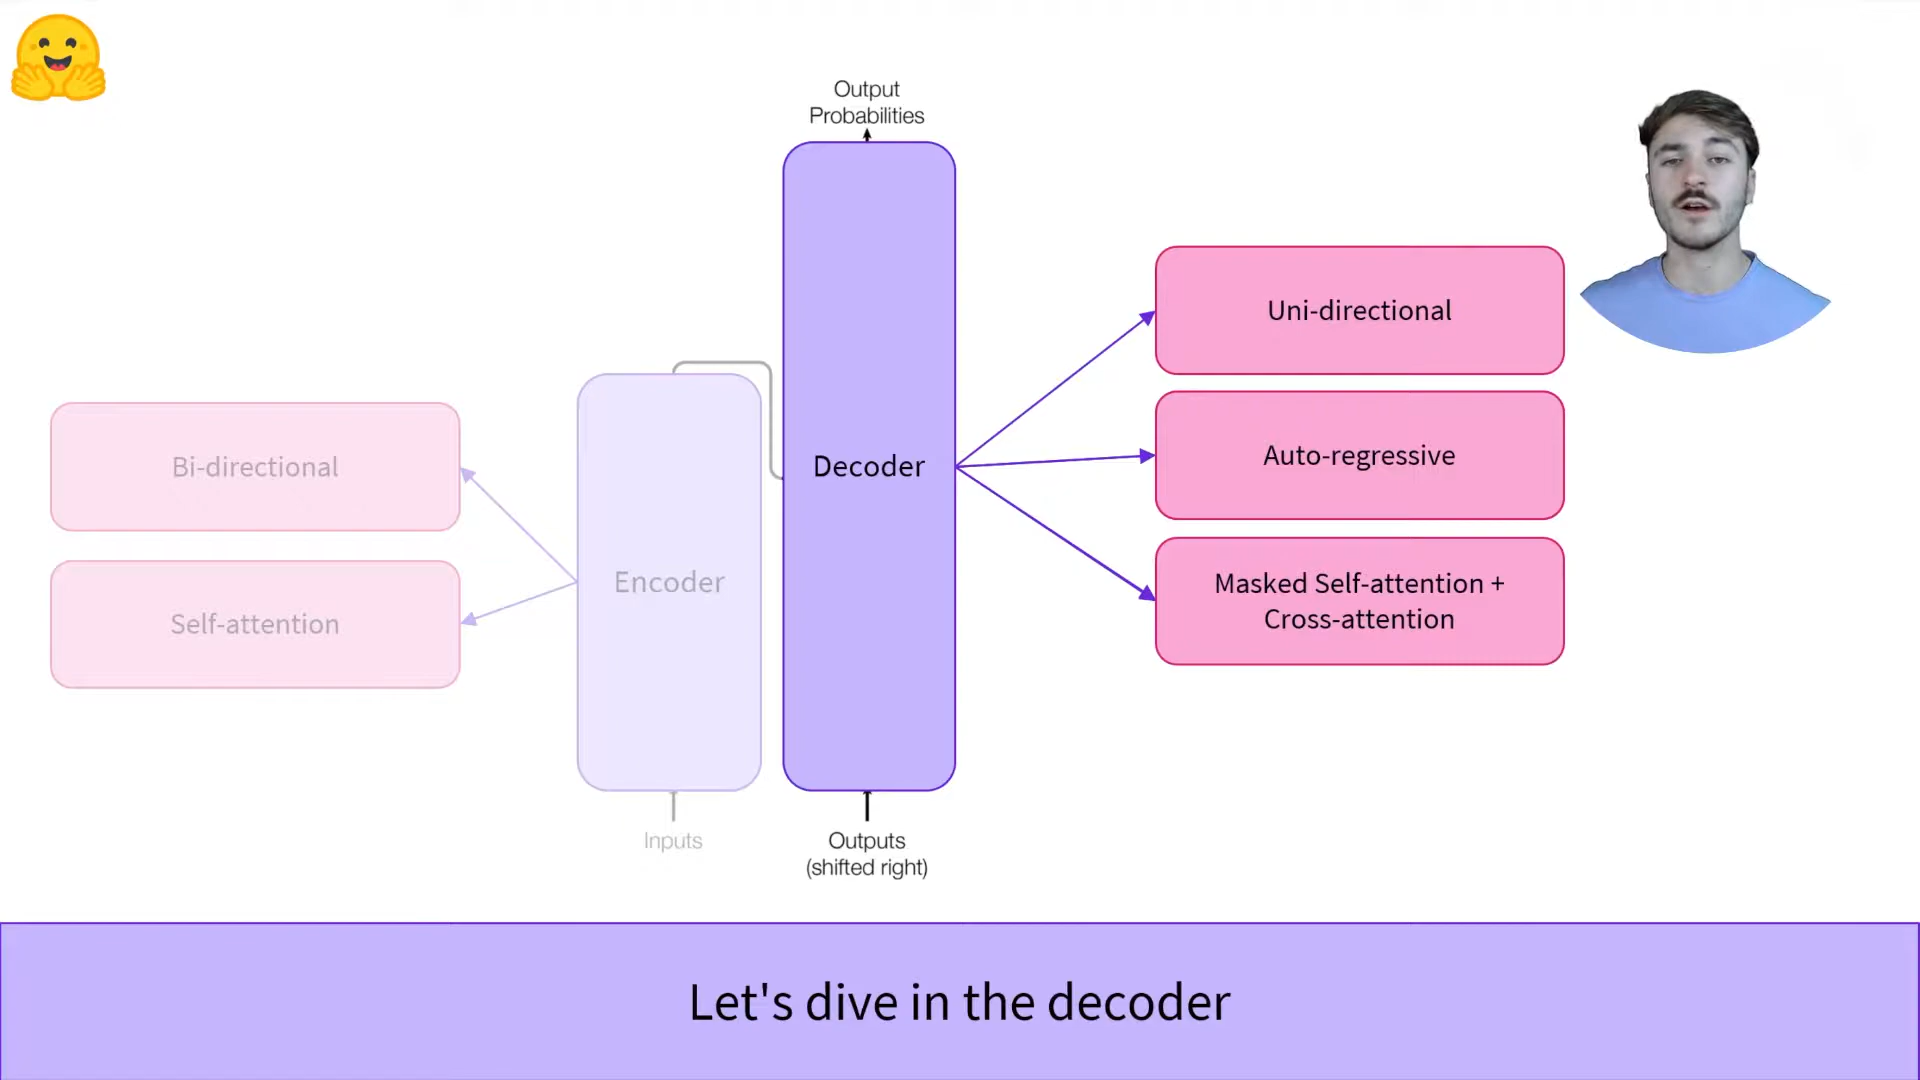 Output
Probabilities
Uni-directional
Auto-regressive
Decoder
Bi-directional
Encoder
Masked Self-attention +
Cross-attention
Self-attention
Inputs
Outputs
(shifted right)
Let's dive in the decoder